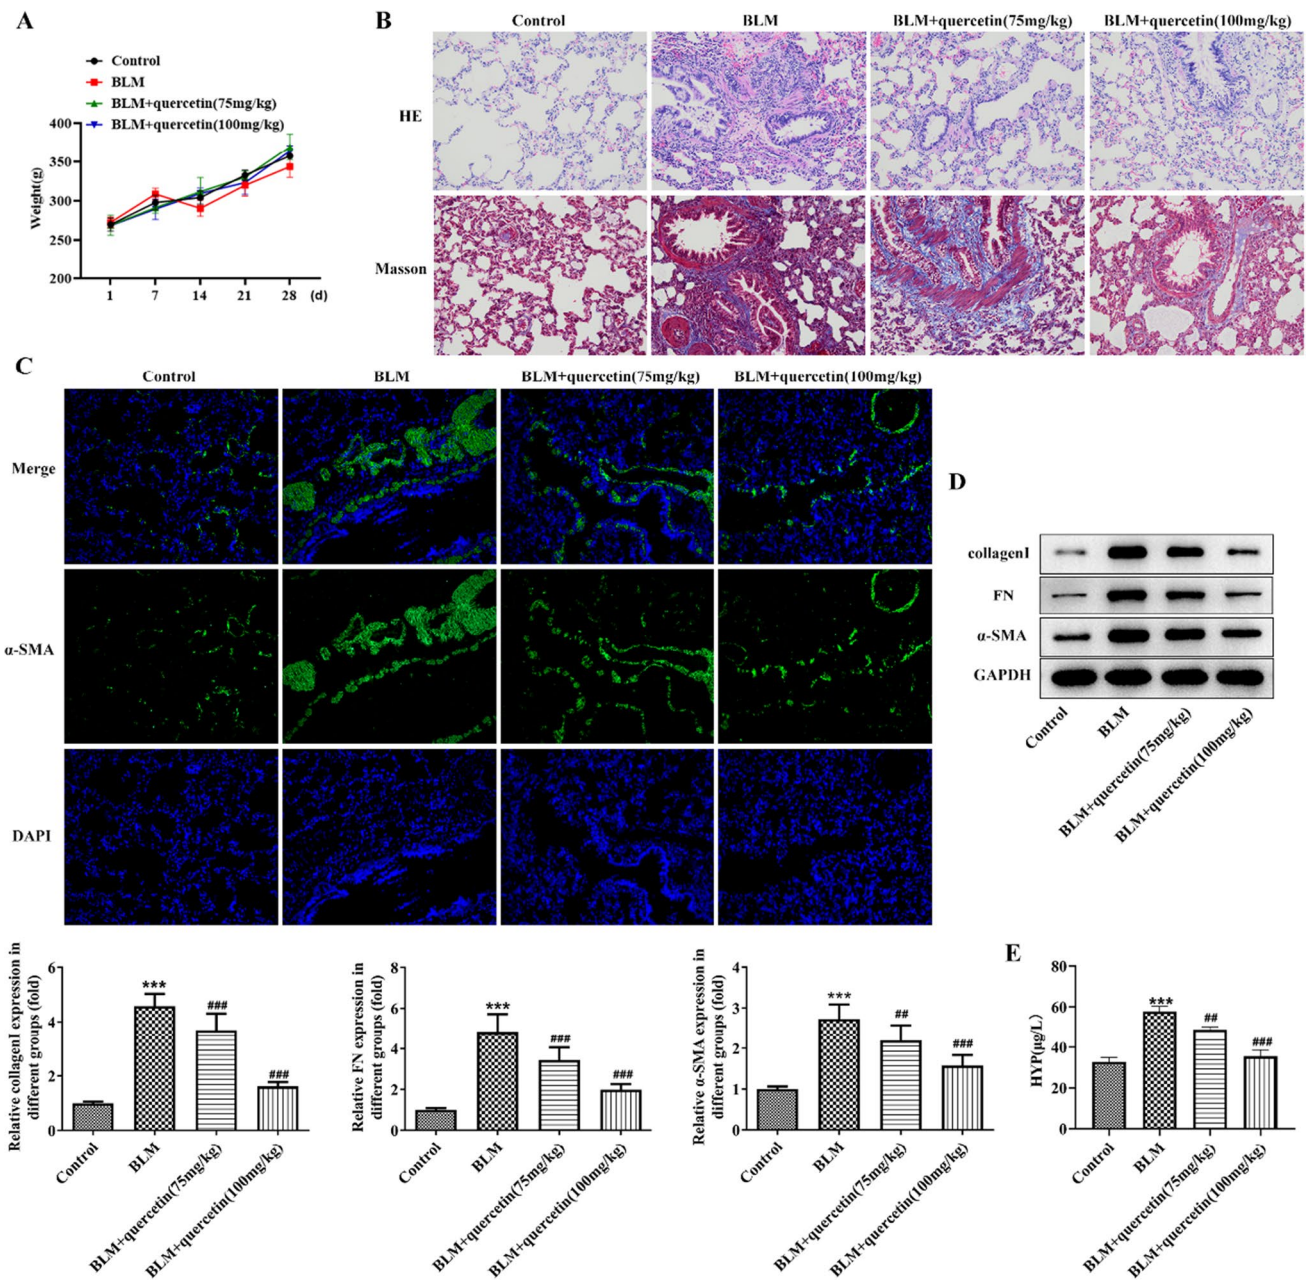 A
Control
BLM
BLM+quercetin(75mg/kg)
BLM+quercetin(100mg/kg)
Weight(g)
400
350
300
250
200
1 7 14 21 28 (d)
B
Control BLM BLM+quercetin(75mg/kg) BLM+quercetin(100mg/kg)
HE
Masson
C
Control BLM BLM+quercetin(75mg/kg) BLM+quercetin(100mg/kg)
Merge
α-SMA
DAPI
D
collagenI
FN
α-SMA
GAPDH
Control
BLM
BLM+quercetin(75mg/kg)
BLM+quercetin(100mg/kg)
Relative collagenI expression in
different groups (fold)
6
4
2
0
***
###
###
Control
BLM
BLM+quercetin(75mg/kg)
BLM+quercetin(100mg/kg)
Relative FN expression in
different groups (fold)
8
6
4
2
0
***
###
###
Control
BLM
BLM+quercetin(75mg/kg)
BLM+quercetin(100mg/kg)
Relative α-SMA expression in
different groups (fold)
4
3
2
1
0
***
##
###
Control
BLM
BLM+quercetin(75mg/kg)
BLM+quercetin(100mg/kg)
E
HYP(μg/L)
80
60
40
20
0
***
##
###
Control
BLM
BLM+quercetin(75mg/kg)
BLM+quercetin(100mg/kg)